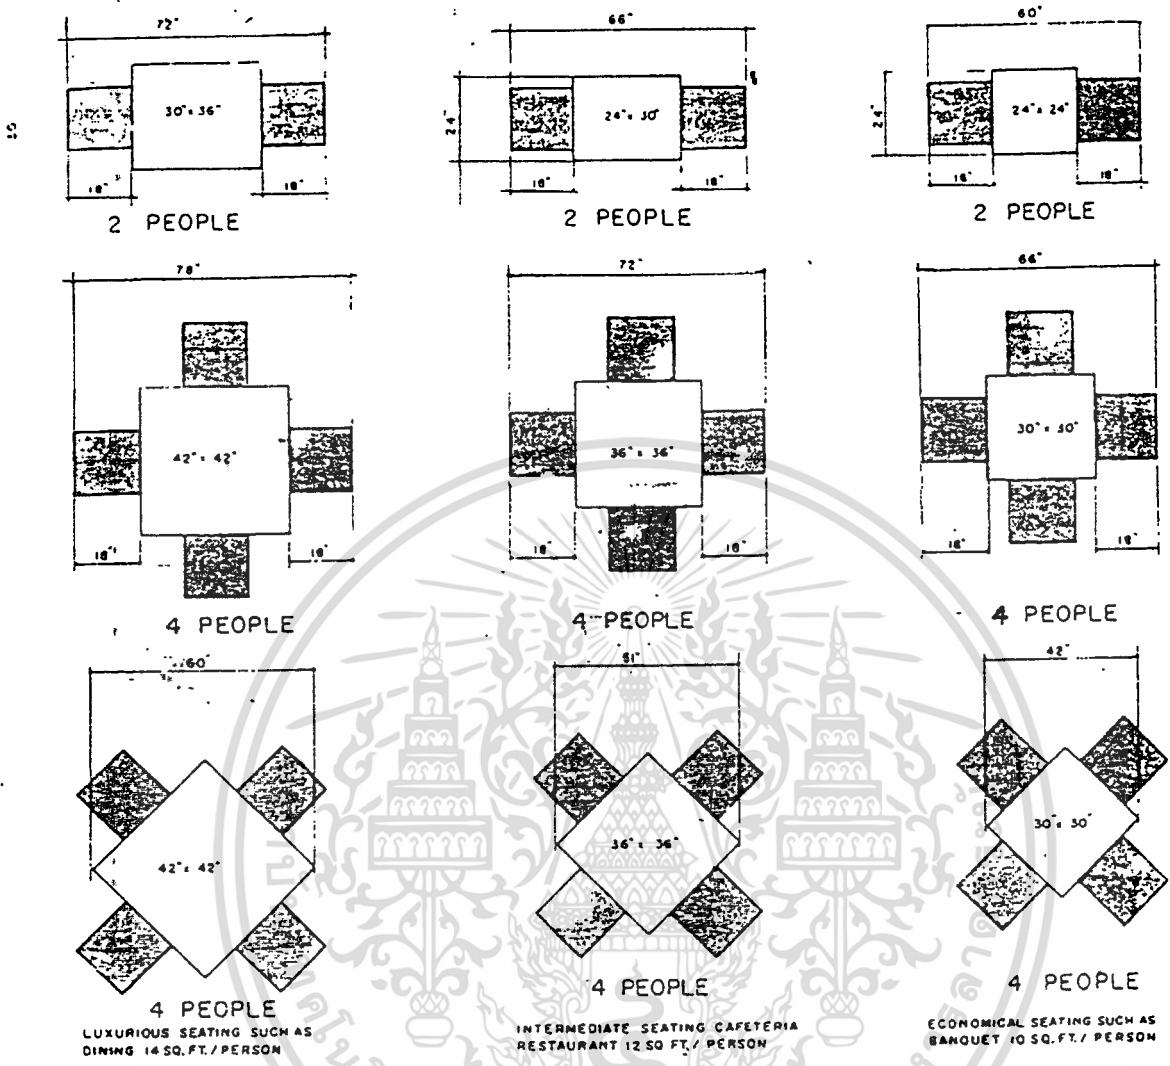 72" 66" 60"
30"x 36" 24"x 30" 24"x 24"
24" 24"
18" 18" 18" 18" 18" 18"
2 PEOPLE 2 PEOPLE 2 PEOPLE
78" 72" 66"
42"x 42" 36"x 36" 30"x 30"
18" 18" 18" 18" 18" 18"
4 PEOPLE 4 PEOPLE 4 PEOPLE
60" 51" 42"
42"x 42" 36"x 36" 30"x 30"
4 PEOPLE 4 PEOPLE 4 PEOPLE
LUXURIOUS SEATING SUCH AS
DINING 14 SQ. FT. / PERSON
INTERMEDIATE SEATING CAFETERIA
RESTAURANT 12 SQ FT. / PERSON
ECONOMICAL SEATING SUCH AS
BANQUET 10 SQ. FT. / PERSON